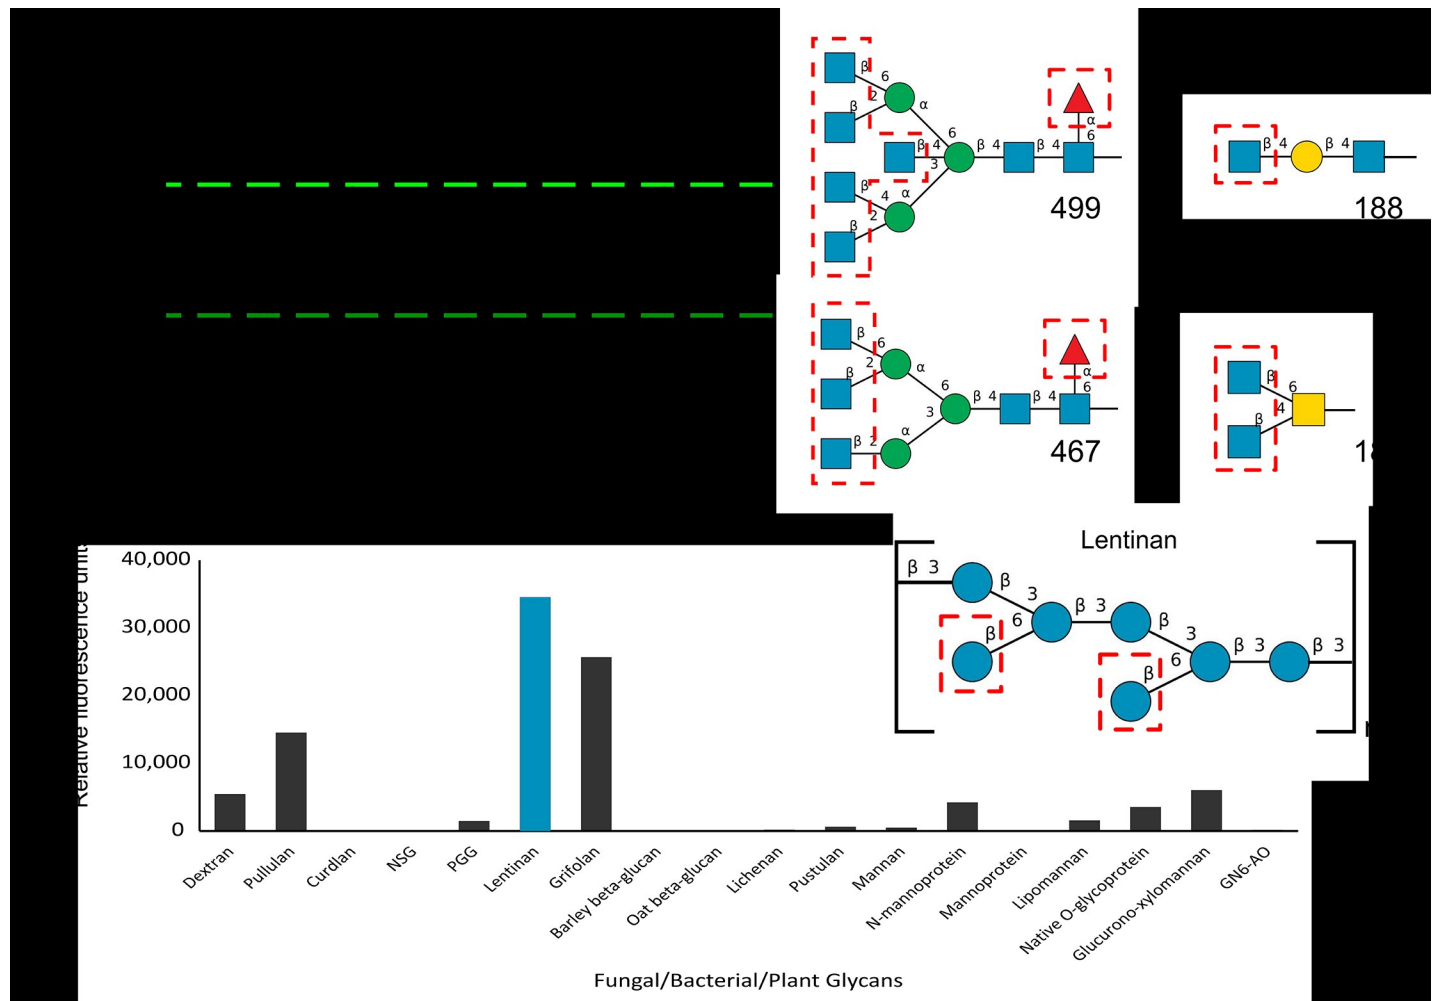 β 6
2
β
α
6
β 4
3
β 4
β 4
α
6
β
4
α
2
β
499
β 4
β 4
188
β
6
2
β
α
6
3
β 4
β 4
α
6
α
β 2
467
β
6
4
β
Lentinan
β 3
β
3
6
β
β 3
β
3
6
β
β 3
β 3
Relative fluorescence units
40,000
30,000
20,000
10,000
0
Dextran
Pullulan
Curdlan
NSG
PGG
Lentinan
Grifolan
Barley beta-glucan
Oat beta-glucan
Lichenan
Pustulan
Mannan
N-mannoprotein
Mannoprotein
Lipomannan
Native O-glycoprotein
Glucurono-xylomannan
GN6-AO
Fungal/Bacterial/Plant Glycans